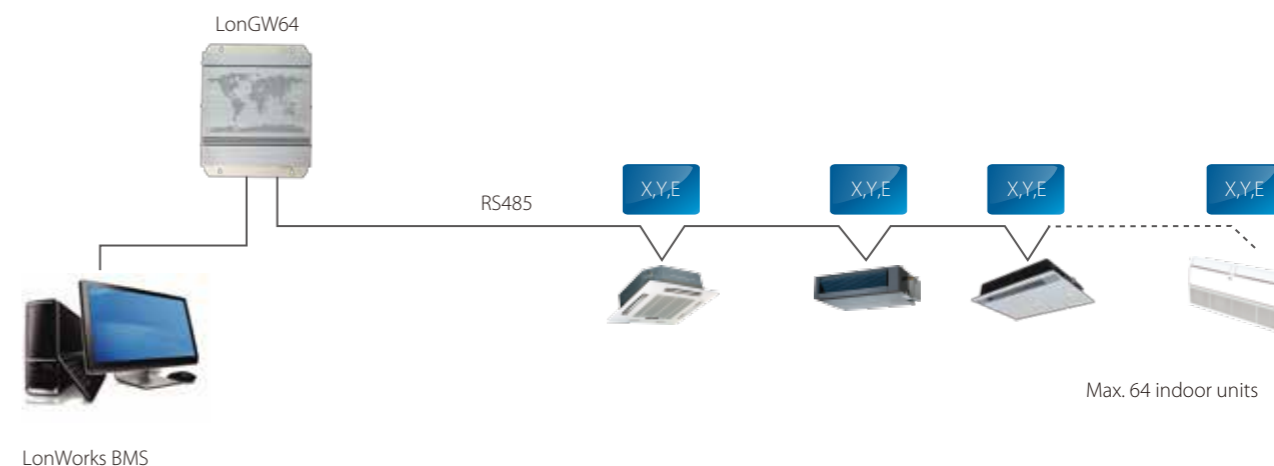 LonGW64
RS485
X,Y,E
X,Y,E
X,Y,E
X,Y,E
Max. 64 indoor units
LonWorks BMS